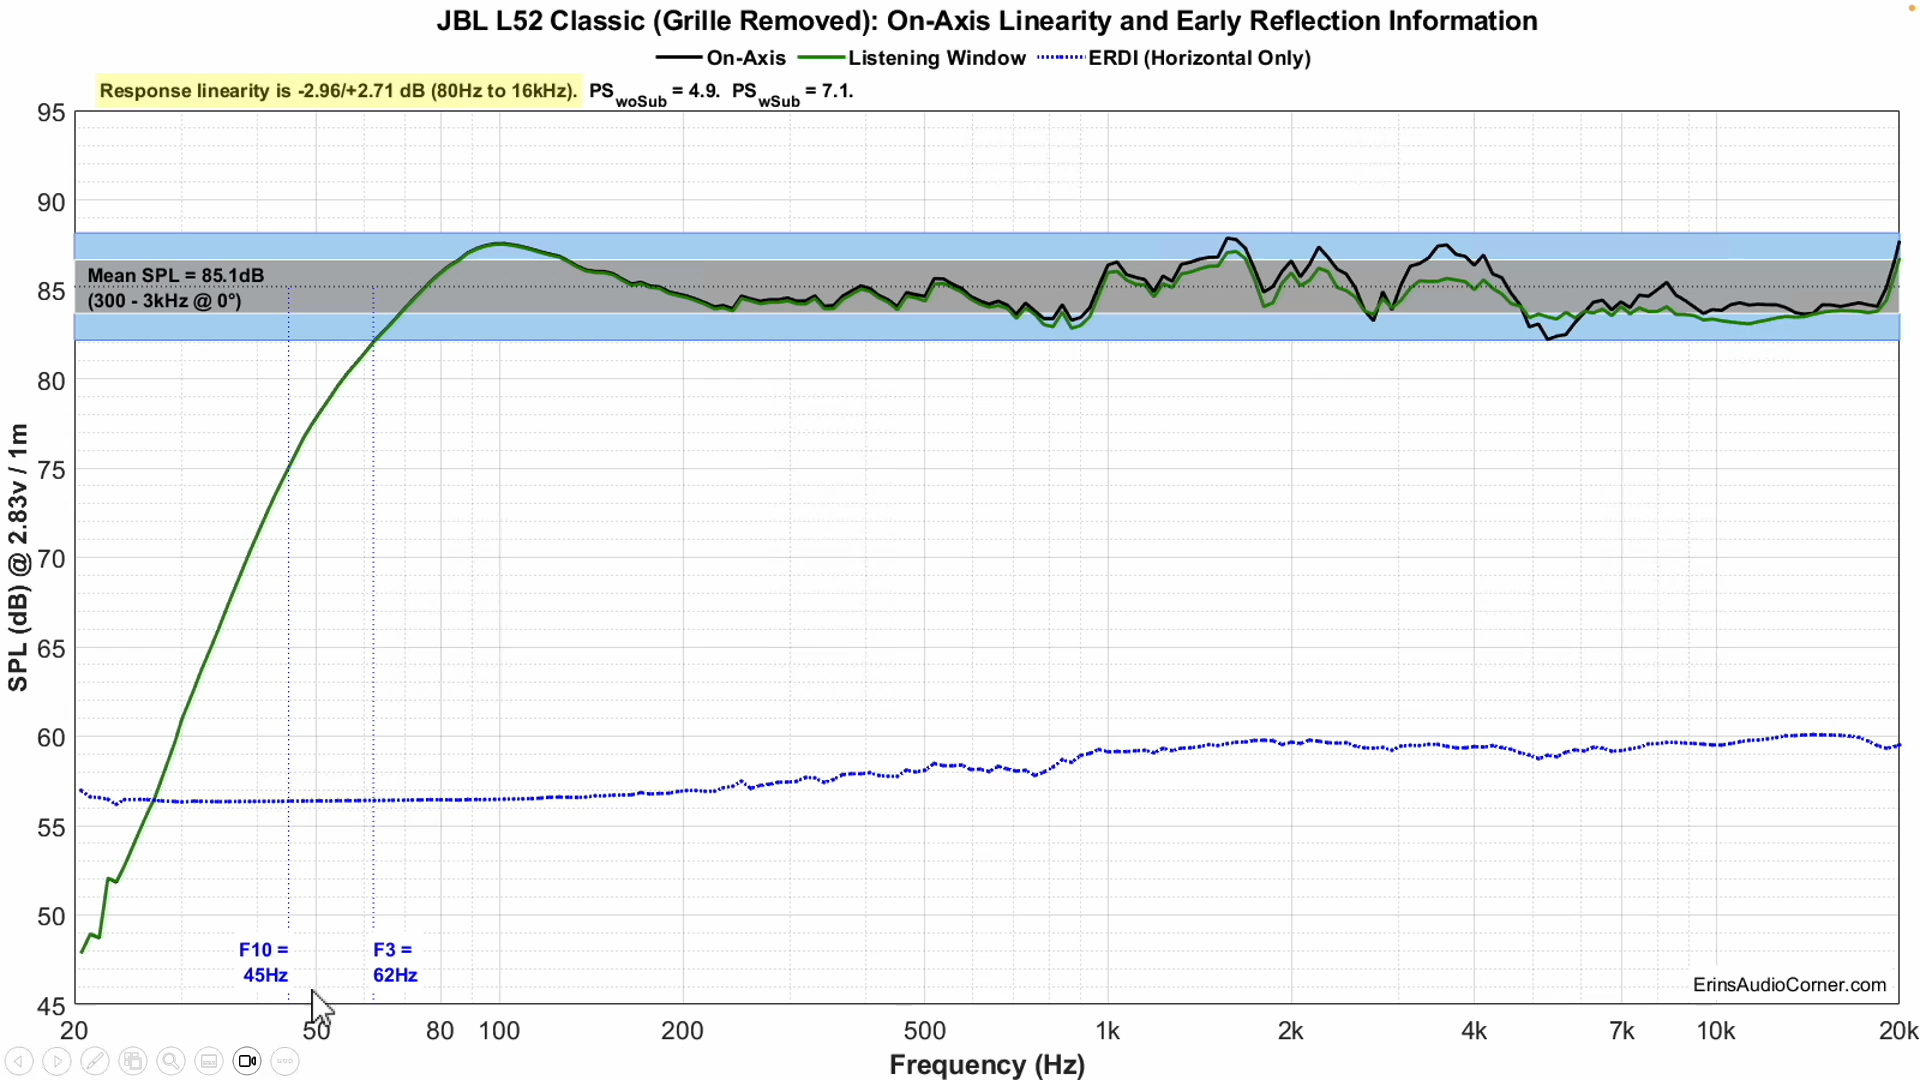 JBL L52 Classic (Grille Removed): On-Axis Linearity and Early Reflection Information
On-Axis Listening Window ERDI (Horizontal Only)
Response linearity is -2.96/+2.71 dB (80Hz to 16kHz). PS woSub = 4.9. PS wSub = 7.1.
95
90
85
80
75
70
65
60
55
50
45
SPL (dB) @ 2.83v / 1m
Mean SPL = 85.1dB
(300 - 3kHz @ 0°)
F10 =
45Hz
F3 =
62Hz
ErinsAudioCorner.com
20 50 80 100 200 500 1k 2k 4k 7k 10k 20k
Frequency (Hz)